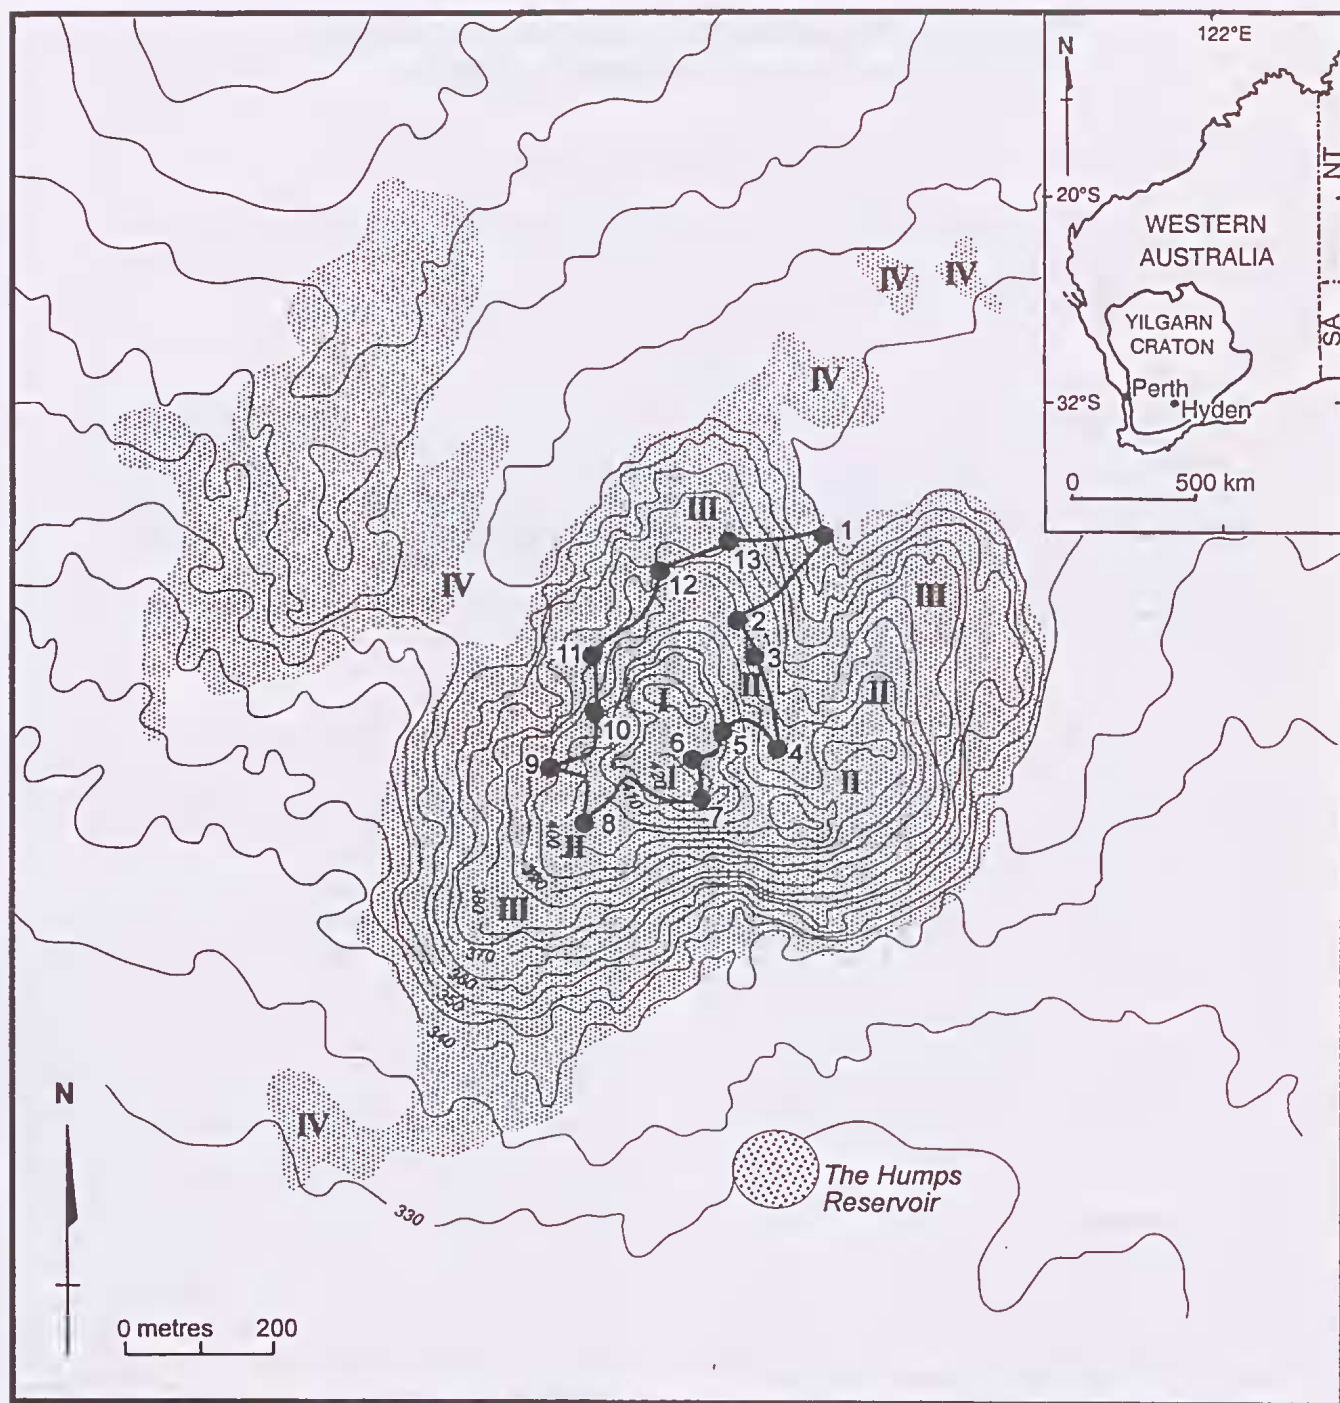 122°E
N
20°S
NT
WESTERN
AUSTRALIA
SA
YILGARN
CRATON
Perth
32°S
Hyden
0 500 km
IV
IV
IV
III
1
13
12
III
2
IV
3
11
II
II
I
10
5
4
6
9
I
II
7
410
8
400
II
390
380
III
370
360
350
340
N
IV
The Humps
Reservoir
330
0 metres 200